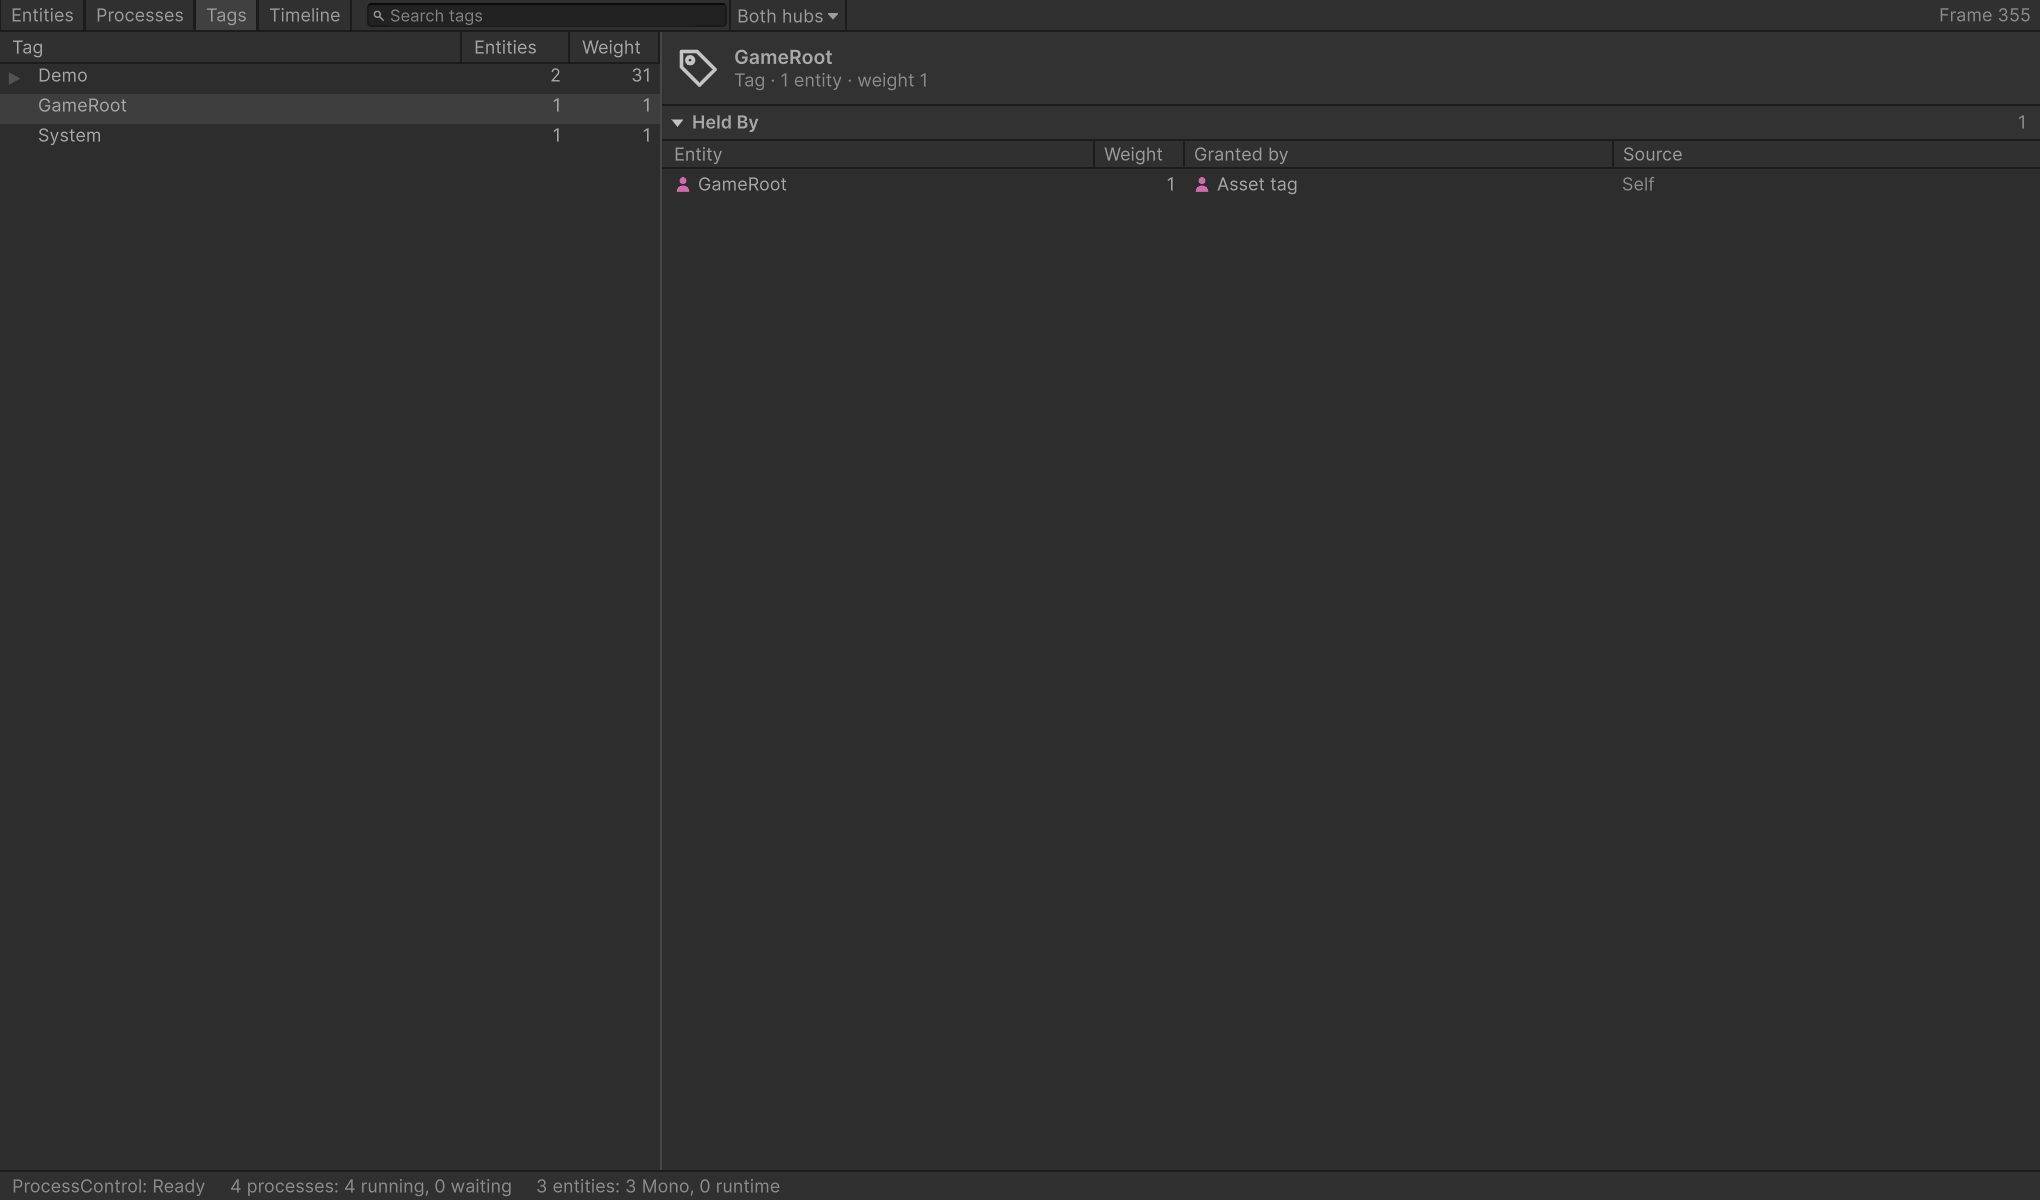 Entities Processes Tags Timeline Search tags Both hubs Frame 355
Tag Entities Weight
Demo 2 31
GameRoot 1 1
System 1 1
GameRoot
Tag · 1 entity · weight 1
Held By 1
Entity Weight Granted by Source
GameRoot 1 Asset tag Self
ProcessControl: Ready 4 processes: 4 running, 0 waiting 3 entities: 3 Mono, 0 runtime